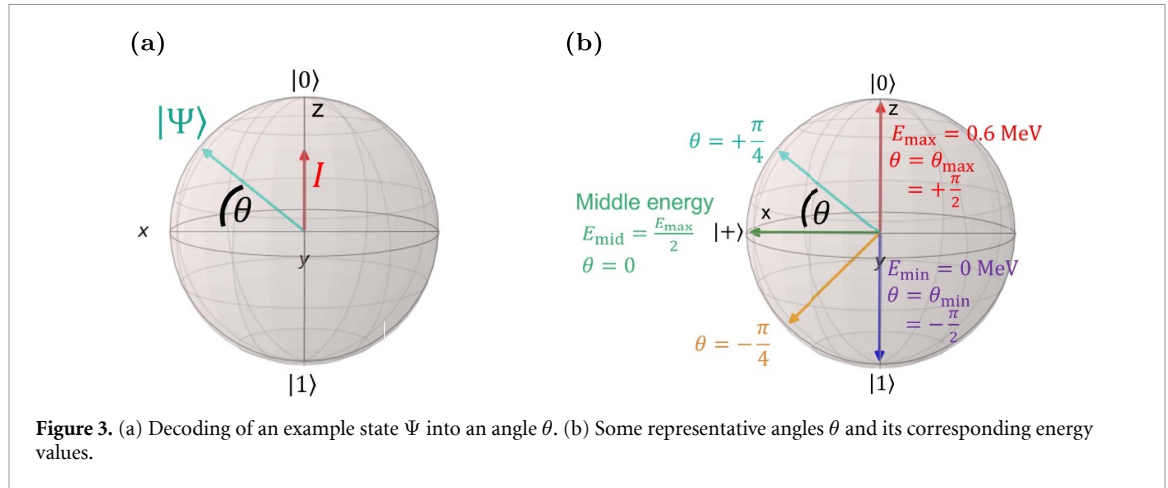 (a)
(b)
|0⟩
z
|Ψ⟩
I
θ
x
y
|1⟩
|0⟩
z
θ = +π/4
E_max = 0.6 MeV
θ = θ_max
= +π/2
Middle energy
E_mid = E_max/2
θ = 0
x
|+⟩
θ
y
E_min = 0 MeV
θ = θ_min
= −π/2
θ = −π/4
|1⟩
Figure 3. (a) Decoding of an example state Ψ into an angle θ. (b) Some representative angles θ and its corresponding energy
values.